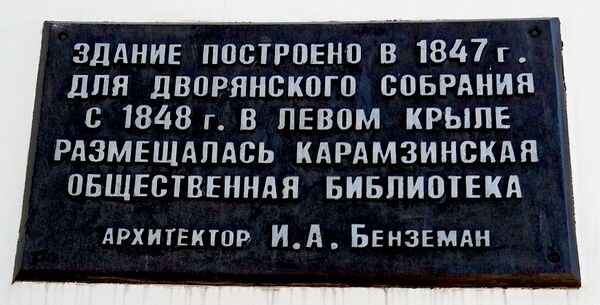 ЗДАНИЕ ПОСТРОЕНО В 1847 г.
ДЛЯ ДВОРЯНСКОГО СОБРАНИЯ
С 1848 г. В ЛЕВОМ КРЫЛЕ
РАЗМЕЩАЛАСЬ КАРАМЗИНСКАЯ
ОБЩЕСТВЕННАЯ БИБЛИОТЕКА
АРХИТЕКТОР И.А. БЕНЗЕМАН